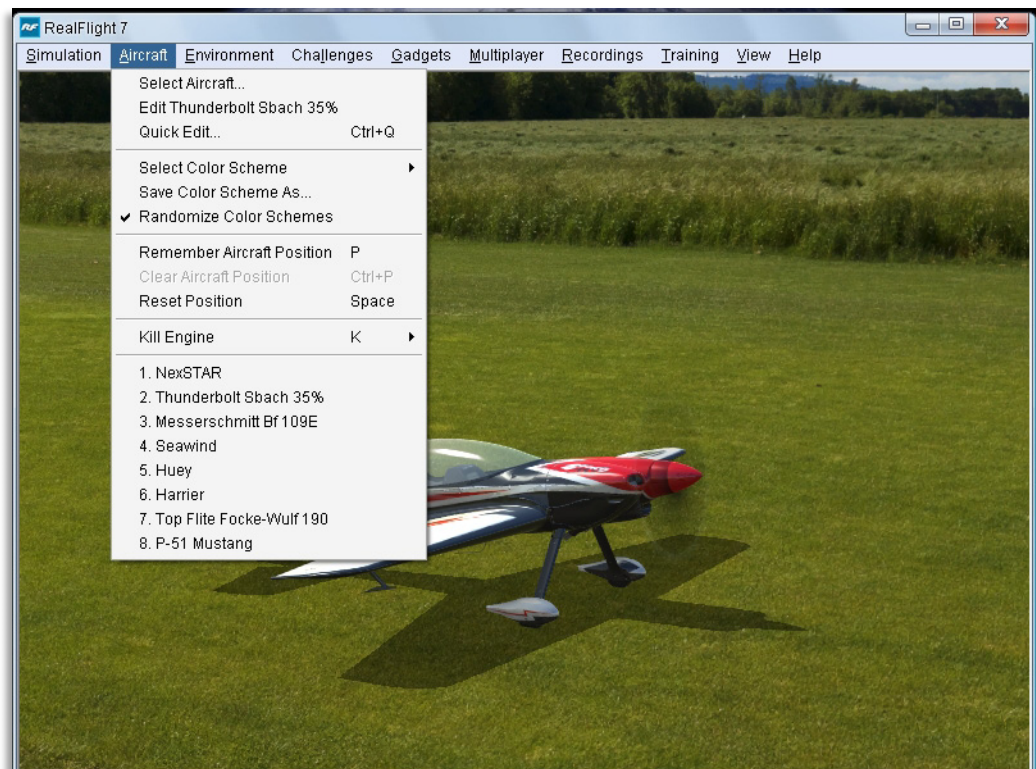 RealFlight 7
Simulation Aircraft Environment Challenges Gadgets Multiplayer Recordings Training View Help
Select Aircraft...
Edit Thunderbolt Sbach 35%
Quick Edit... Ctrl+Q
Select Color Scheme
Save Color Scheme As...
Randomize Color Schemes
Remember Aircraft Position P
Clear Aircraft Position Ctrl+P
Reset Position Space
Kill Engine K
1. NexSTAR
2. Thunderbolt Sbach 35%
3. Messerschmitt Bf 109E
4. Seawind
5. Huey
6. Harrier
7. Top Flite Focke-Wulf 190
8. P-51 Mustang